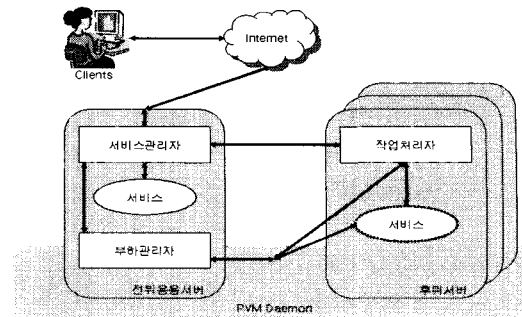 Internet
Clients
서비스관리자
작업처리자
서비스
서비스
부하관리자
전위응용서버
후위서버
PVM Daemon